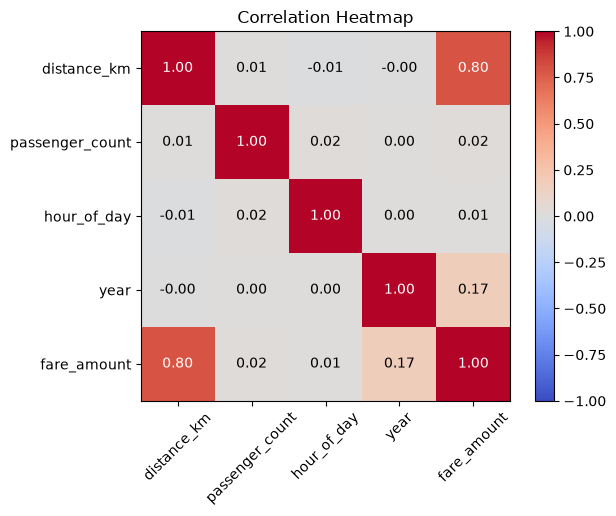 Correlation Heatmap
distance_km 1.00 0.01 -0.01 -0.00 0.80
passenger_count 0.01 1.00 0.02 0.00 0.02
hour_of_day -0.01 0.02 1.00 0.00 0.01
year -0.00 0.00 0.00 1.00 0.17
fare_amount 0.80 0.02 0.01 0.17 1.00
distance_km passenger_count hour_of_day year fare_amount
1.00
0.75
0.50
0.25
0.00
−0.25
−0.50
−0.75
−1.00